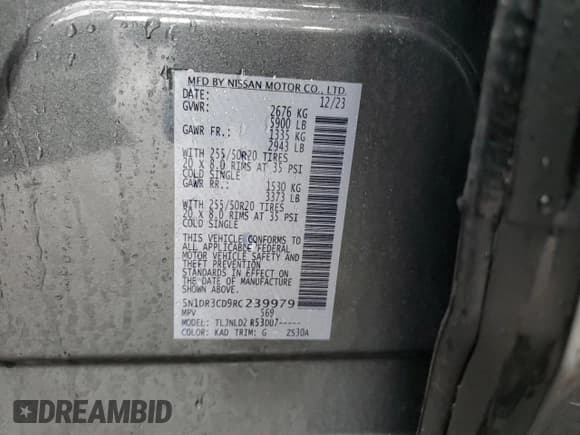 MFD BY NISSAN MOTOR CO., LTD.
DATE: 12/23
GVWR: 2676 KG
5900 LB
GAWR FR.: 1335 KG
2943 LB
WITH 255/50R20 TIRES
20 X 8.0 RIMS AT 35 PSI
COLD SINGLE
GAWR RR.: 1530 KG
3373 LB
WITH 255/50R20 TIRES
20 X 8.0 RIMS AT 35 PSI
COLD SINGLE
THIS VEHICLE CONFORMS TO
ALL APPLICABLE FEDERAL
MOTOR VEHICLE SAFETY AND
THEFT PREVENTION
STANDARDS IN EFFECT ON
THE DATE OF MANUFACTURE
SHOWN ABOVE.
5N1DR3CD9RC239979
MPV 569
MODEL: TLJNLD2 R53DU7-----
COLOR: KAD TRIM: G ZS30A
DREAMBID